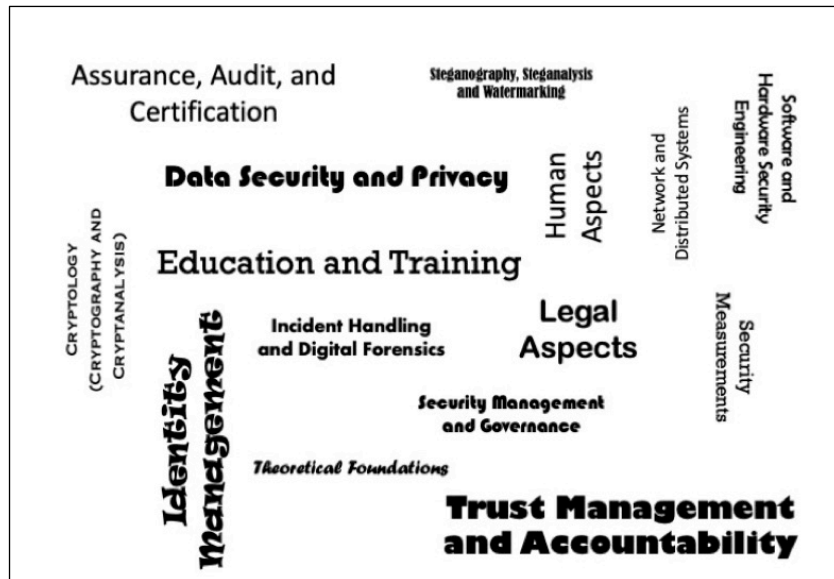 Assurance, Audit, and
Certification
Steganography, Steganalysis
and Watermarking
Software and
Hardware Security
Engineering
Data Security and Privacy
Human
Aspects
Network and
Distributed Systems
CRYPTOLOGY
(CRYPTOGRAPHY AND
CRYPTANALYSIS)
Education and Training
Incident Handling
and Digital Forensics
Legal
Aspects
Security
Measurements
Identity
Management
Security Management
and Governance
Theoretical Foundations
Trust Management
and Accountability